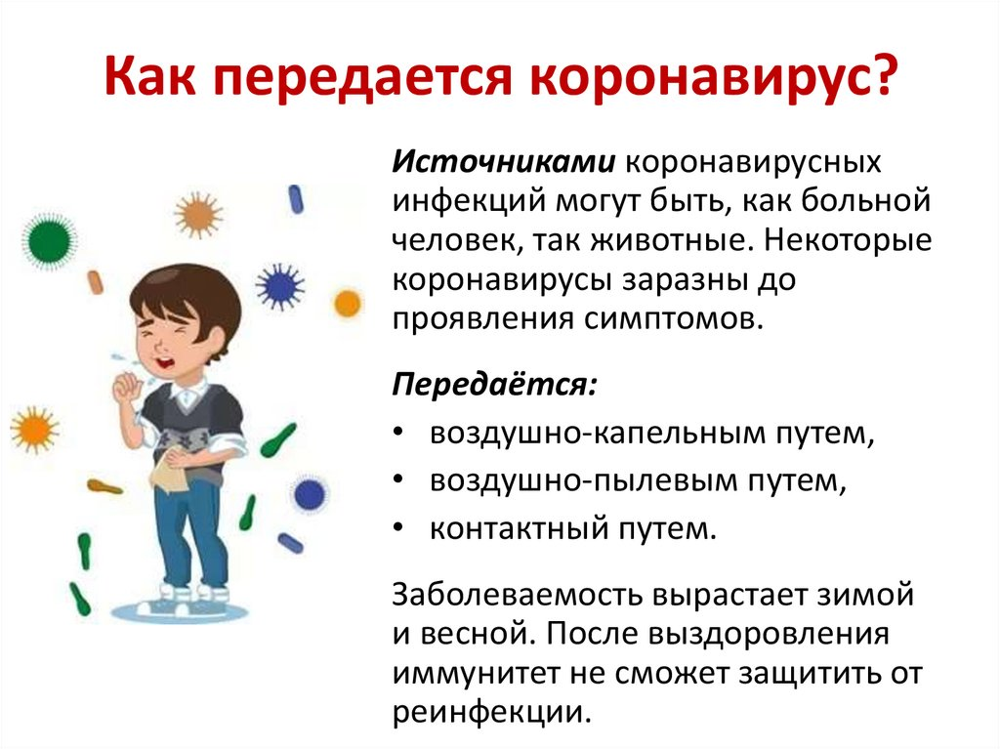 Как передается коронавирус?
Источниками коронавирусных
инфекций могут быть, как больной
человек, так животные. Некоторые
коронавирусы заразны до
проявления симптомов.
Передаётся:
• воздушно-капельным путем,
• воздушно-пылевым путем,
• контактный путем.
Заболеваемость вырастает зимой
и весной. После выздоровления
иммунитет не сможет защитить от
реинфекции.